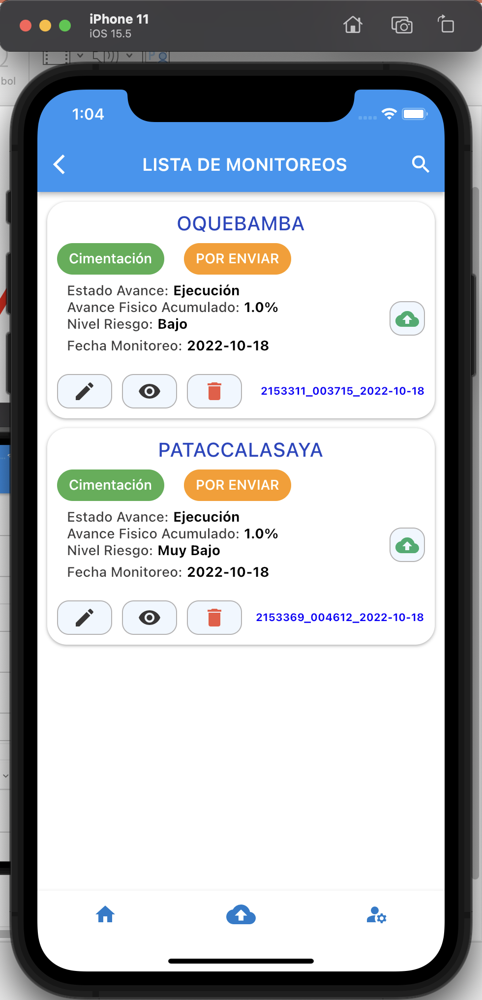 iPhone 11
iOS 15.5
bol
1:04
LISTA DE MONITOREOS
OQUEBAMBA
Cimentación
POR ENVIAR
Estado Avance: Ejecución
Avance Fisico Acumulado: 1.0%
Nivel Riesgo: Bajo
Fecha Monitoreo: 2022-10-18
2153311_003715_2022-10-18
PATACCALASAYA
Cimentación
POR ENVIAR
Estado Avance: Ejecución
Avance Fisico Acumulado: 1.0%
Nivel Riesgo: Muy Bajo
Fecha Monitoreo: 2022-10-18
2153369_004612_2022-10-18